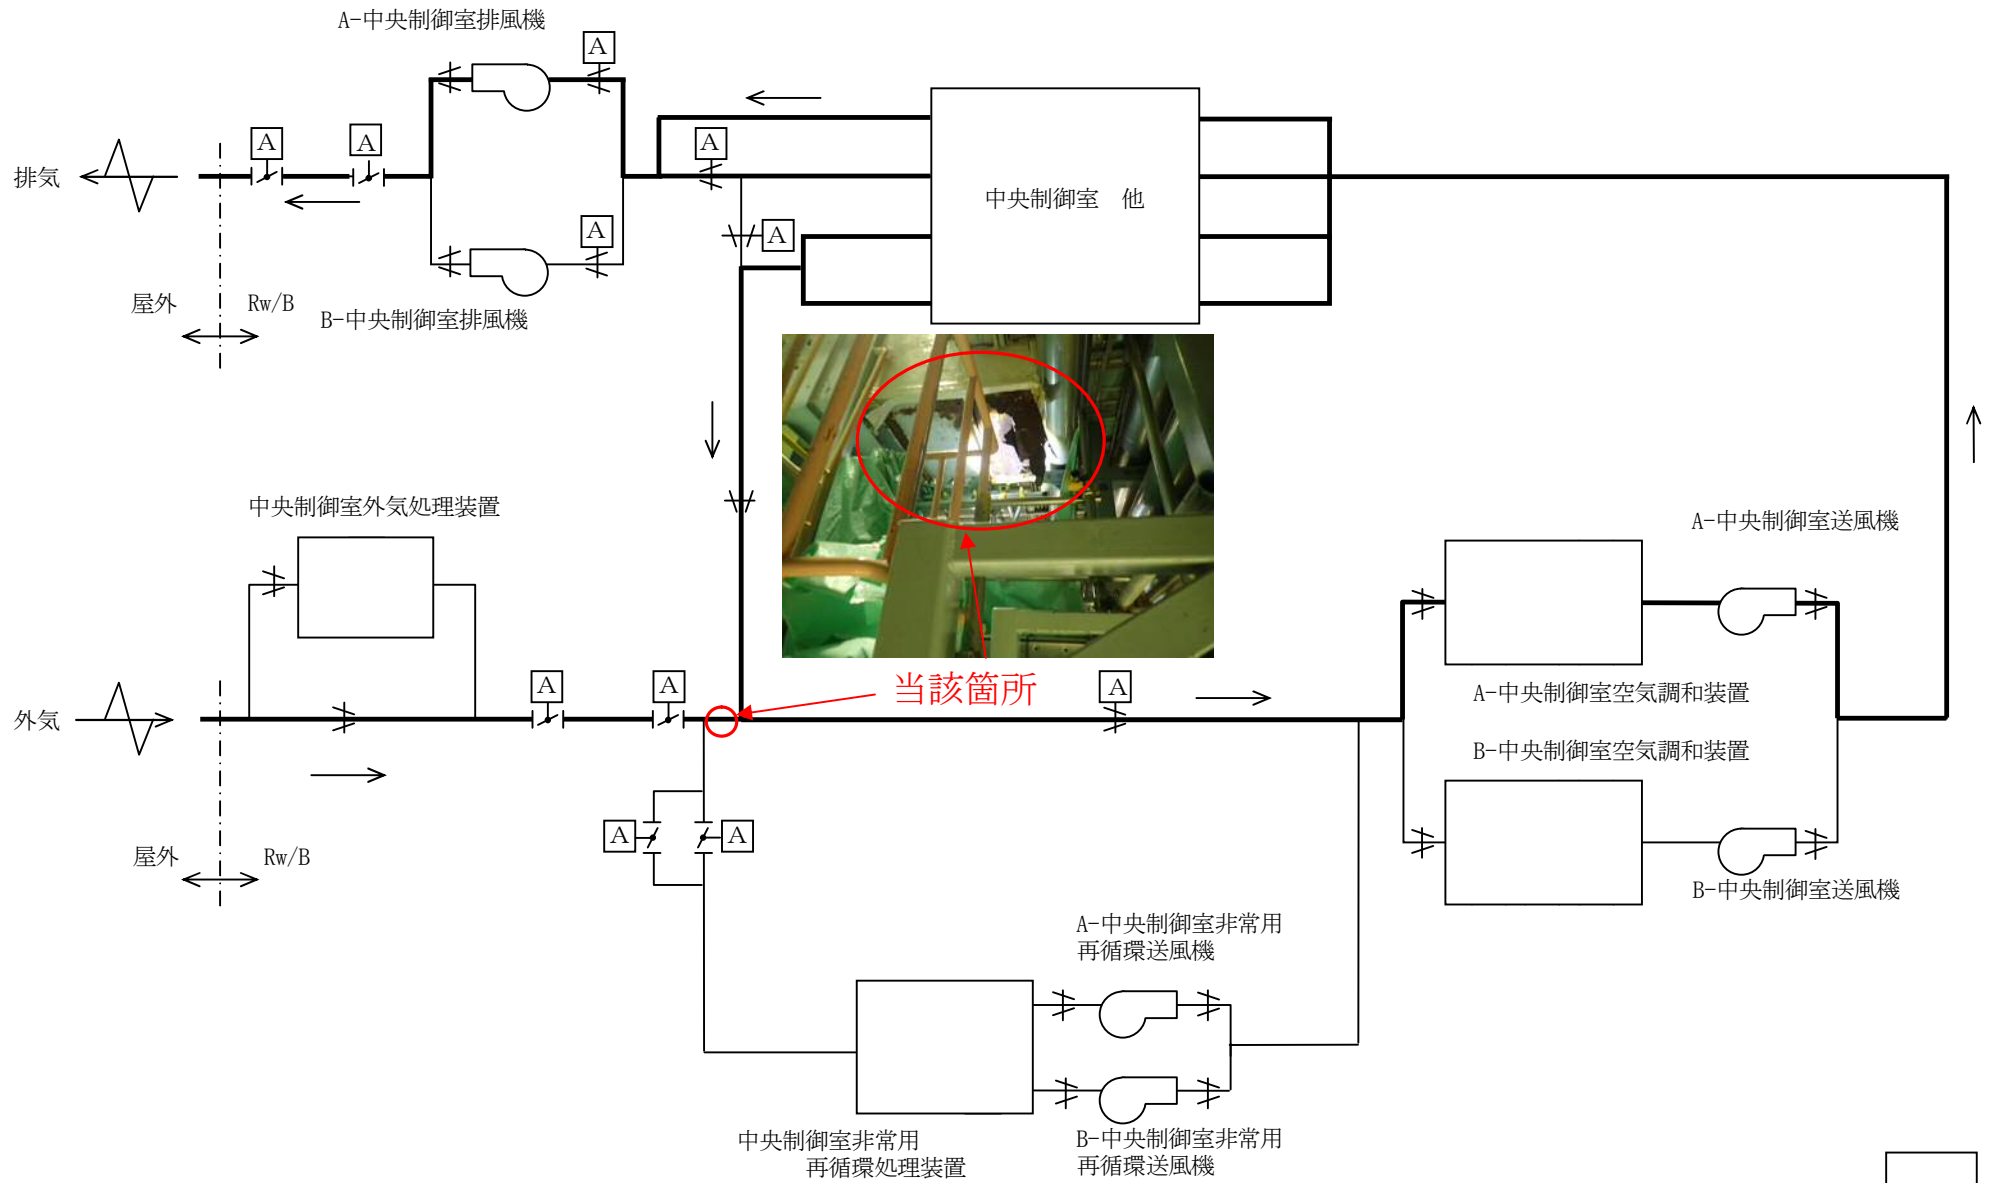 A-中央制御室排風機
A
A
A
A
排気
中央制御室　他
A
A
屋外
Rw/B
B-中央制御室排風機
中央制御室外気処理装置
A-中央制御室送風機
A
A
当該箇所
A
A-中央制御室空気調和装置
外気
B-中央制御室空気調和装置
A
A
屋外
Rw/B
B-中央制御室送風機
A-中央制御室非常用
再循環送風機
中央制御室非常用
再循環処理装置
B-中央制御室非常用
再循環送風機